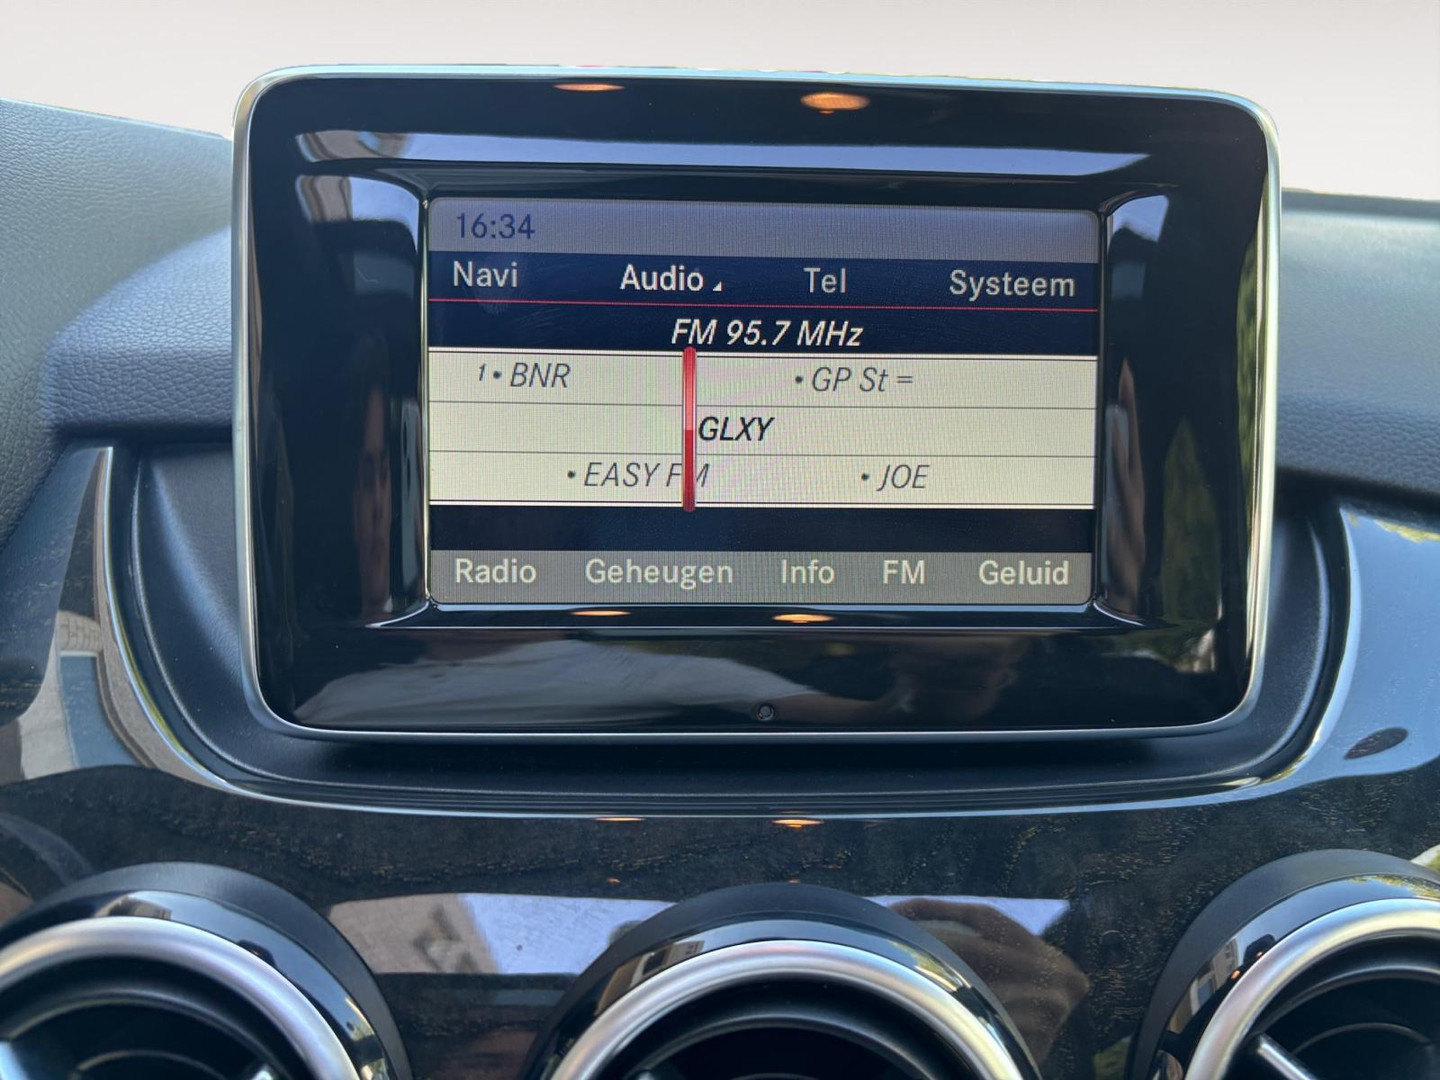 16:34
Navi Audio Tel Systeem
FM 95.7 MHz
1 • BNR • GP St =
GLXY
• EASY FM • JOE
Radio Geheugen Info FM Geluid